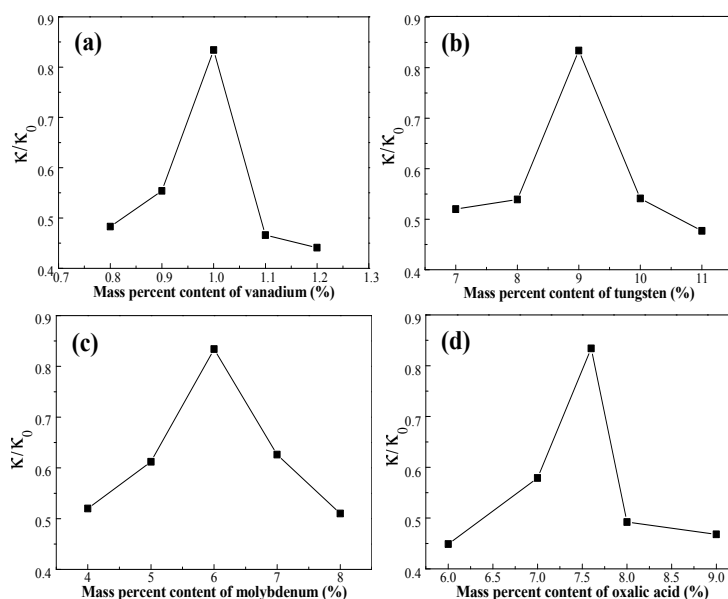 (a)
0.9
0.8
0.7
0.6
0.5
0.4
κ/κ0
0.7 0.8 0.9 1.0 1.1 1.2 1.3
Mass percent content of vanadium (%)
(b)
0.9
0.8
0.7
0.6
0.5
0.4
κ/κ0
7 8 9 10 11
Mass percent content of tungsten (%)
(c)
0.9
0.8
0.7
0.6
0.5
0.4
κ/κ0
4 5 6 7 8
Mass percent content of molybdenum (%)
(d)
0.9
0.8
0.7
0.6
0.5
0.4
κ/κ0
6.0 6.5 7.0 7.5 8.0 8.5 9.0
Mass percent content of oxalic acid (%)